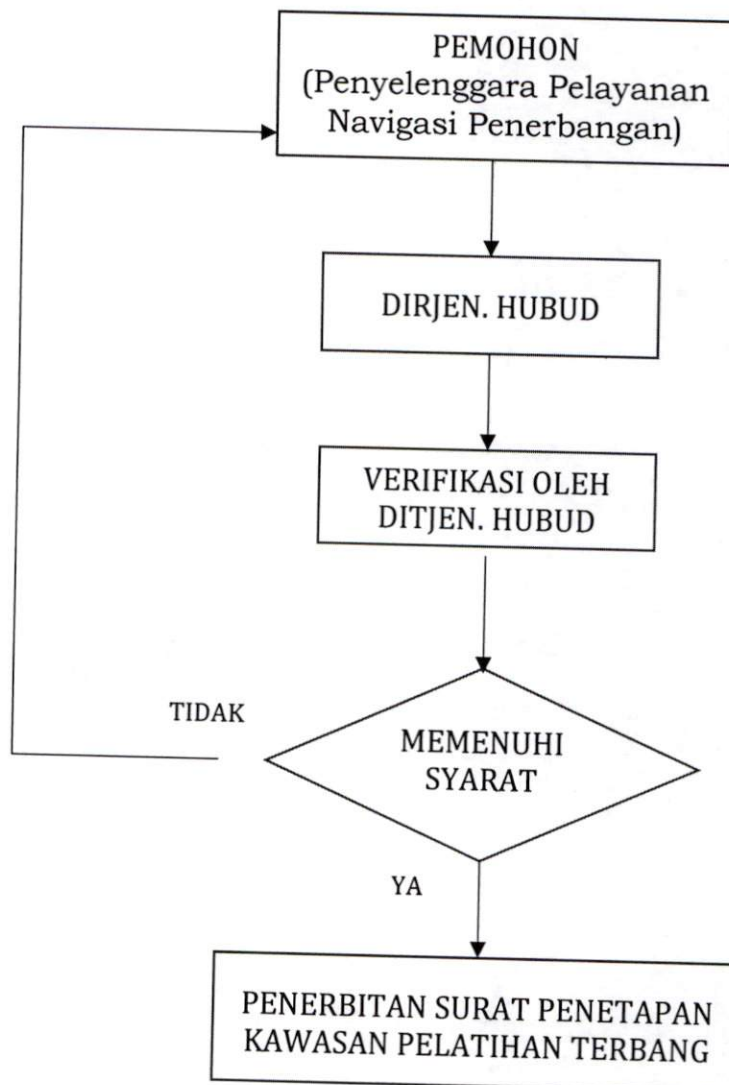 PEMOHON
(Penyelenggara Pelayanan
Navigasi Penerbangan)
DIRJEN. HUBUD
VERIFIKASI OLEH
DITJEN. HUBUD
TIDAK
MEMENUHI
SYARAT
YA
PENERBITAN SURAT PENETAPAN
KAWASAN PELATIHAN TERBANG